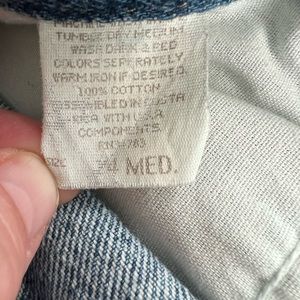 TUMBLE DRY MEDIUM
WASH DARK & RED
COLORS SEPARATELY
WARM IRON IF DESIRED.
100% COTTON
ASSEMBLED IN COSTA
RICA WITH U.S.A.
COMPONENTS.
SIZE 4 MED.